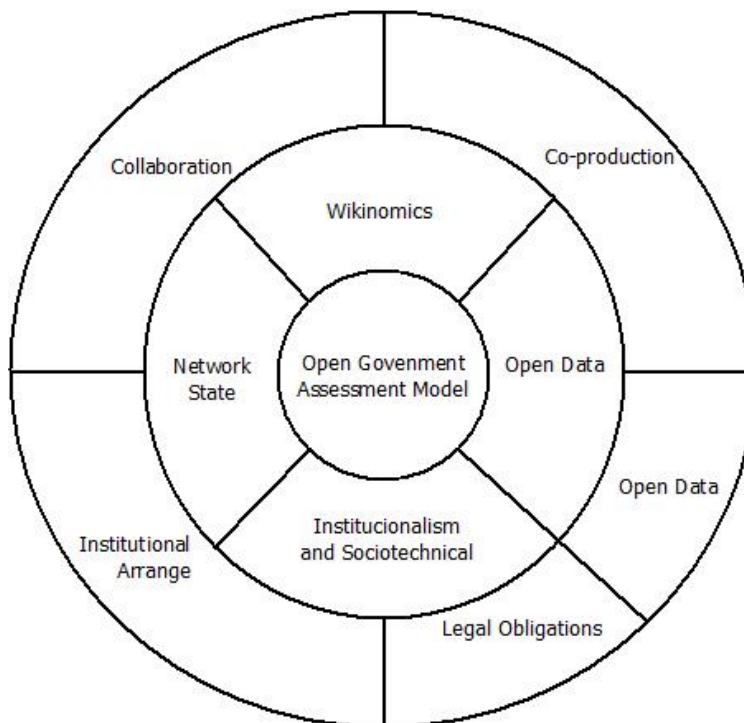 Collaboration
Co-production
Wikinomics
Network
State
Open Govenment
Assessment Model
Open Data
Open Data
Institutional
Arrange
Institucionalism
and Sociotechnical
Legal Obligations